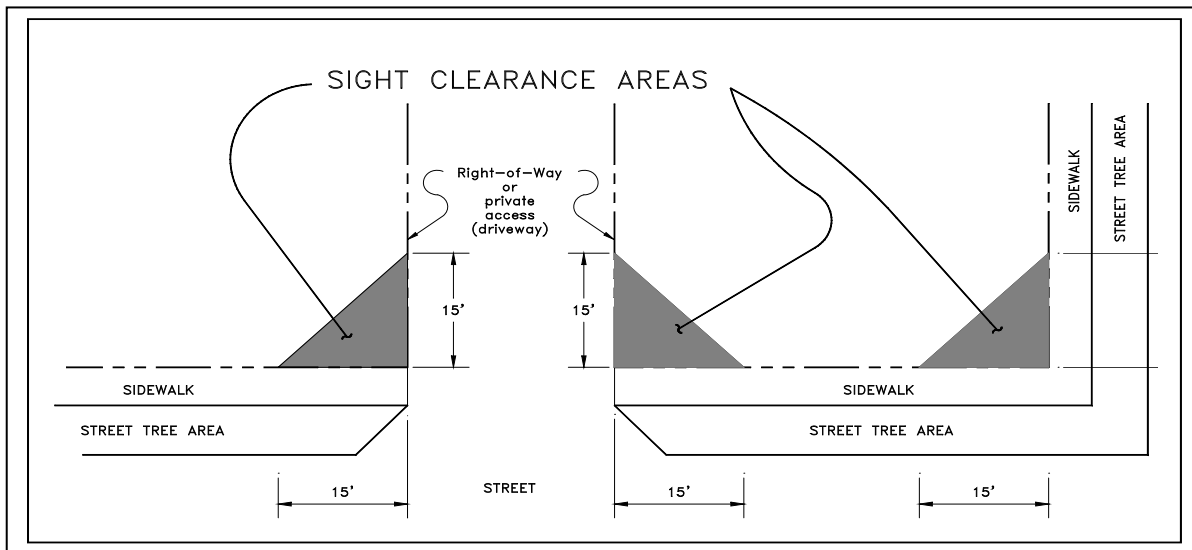 SIGHT CLEARANCE AREAS
Right-of-Way
or
private
access
(driveway)
SIDEWALK
STREET TREE AREA
15'
15'
SIDEWALK
SIDEWALK
STREET TREE AREA
STREET TREE AREA
15'
STREET
15'
15'